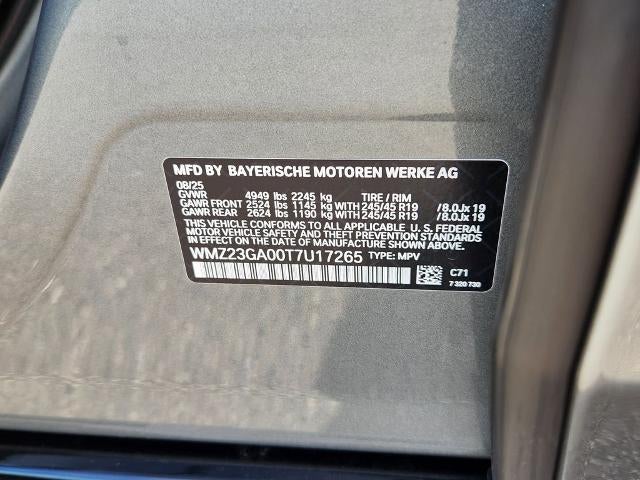 MFD BY BAYERISCHE MOTOREN WERKE AG
08/25
GVWR 4949 lbs 2245 kg TIRE / RIM
GAWR FRONT 2524 lbs 1145 kg WITH 245/45 R19 /8.0Jx 19
GAWR REAR 2624 lbs 1190 kg WITH 245/45 R19 /8.0Jx 19
THIS VEHICLE CONFORMS TO ALL APPLICABLE U.S. FEDERAL
MOTOR VEHICLE SAFETY AND THEFT PREVENTION STANDARDS
IN EFFECT ON THE DATE OF MANUFACTURE SHOWN ABOVE.
WMZ23GA00T7U17265 TYPE: MPV
C71
7 320 730